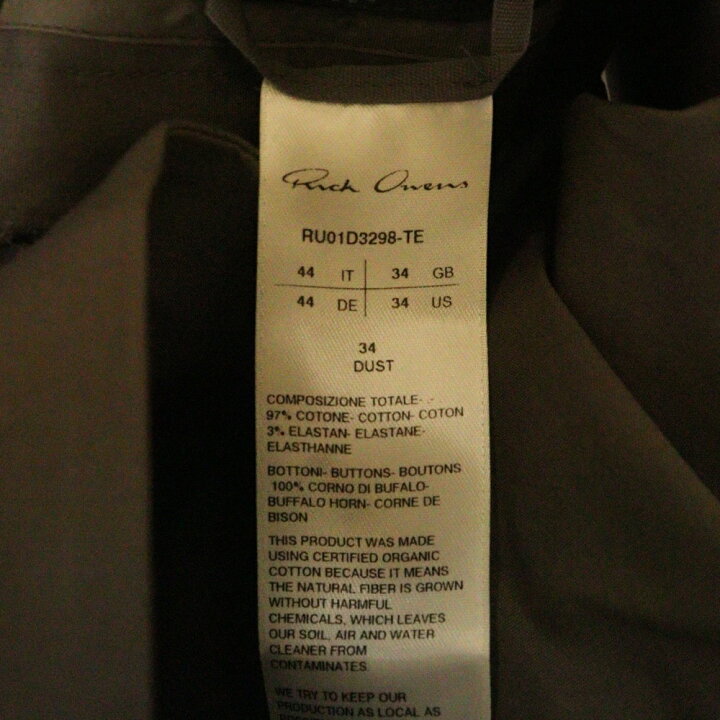 Rick Owens
RU01D3298-TE
44 IT 34 GB
44 DE 34 US
34
DUST
COMPOSIZIONE TOTALE- -
97% COTONE- COTTON- COTON
3% ELASTAN- ELASTANE-
ELASTHANNE
BOTTONI- BUTTONS- BOUTONS
100% CORNO DI BUFALO-
BUFFALO HORN- CORNE DE
BISON
THIS PRODUCT WAS MADE
USING CERTIFIED ORGANIC
COTTON BECAUSE IT MEANS
THE NATURAL FIBER IS GROWN
WITHOUT HARMFUL
CHEMICALS, WHICH LEAVES
OUR SOIL, AIR AND WATER
CLEANER FROM
CONTAMINATES.
WE TRY TO KEEP OUR
PRODUCTION AS LOCAL AS